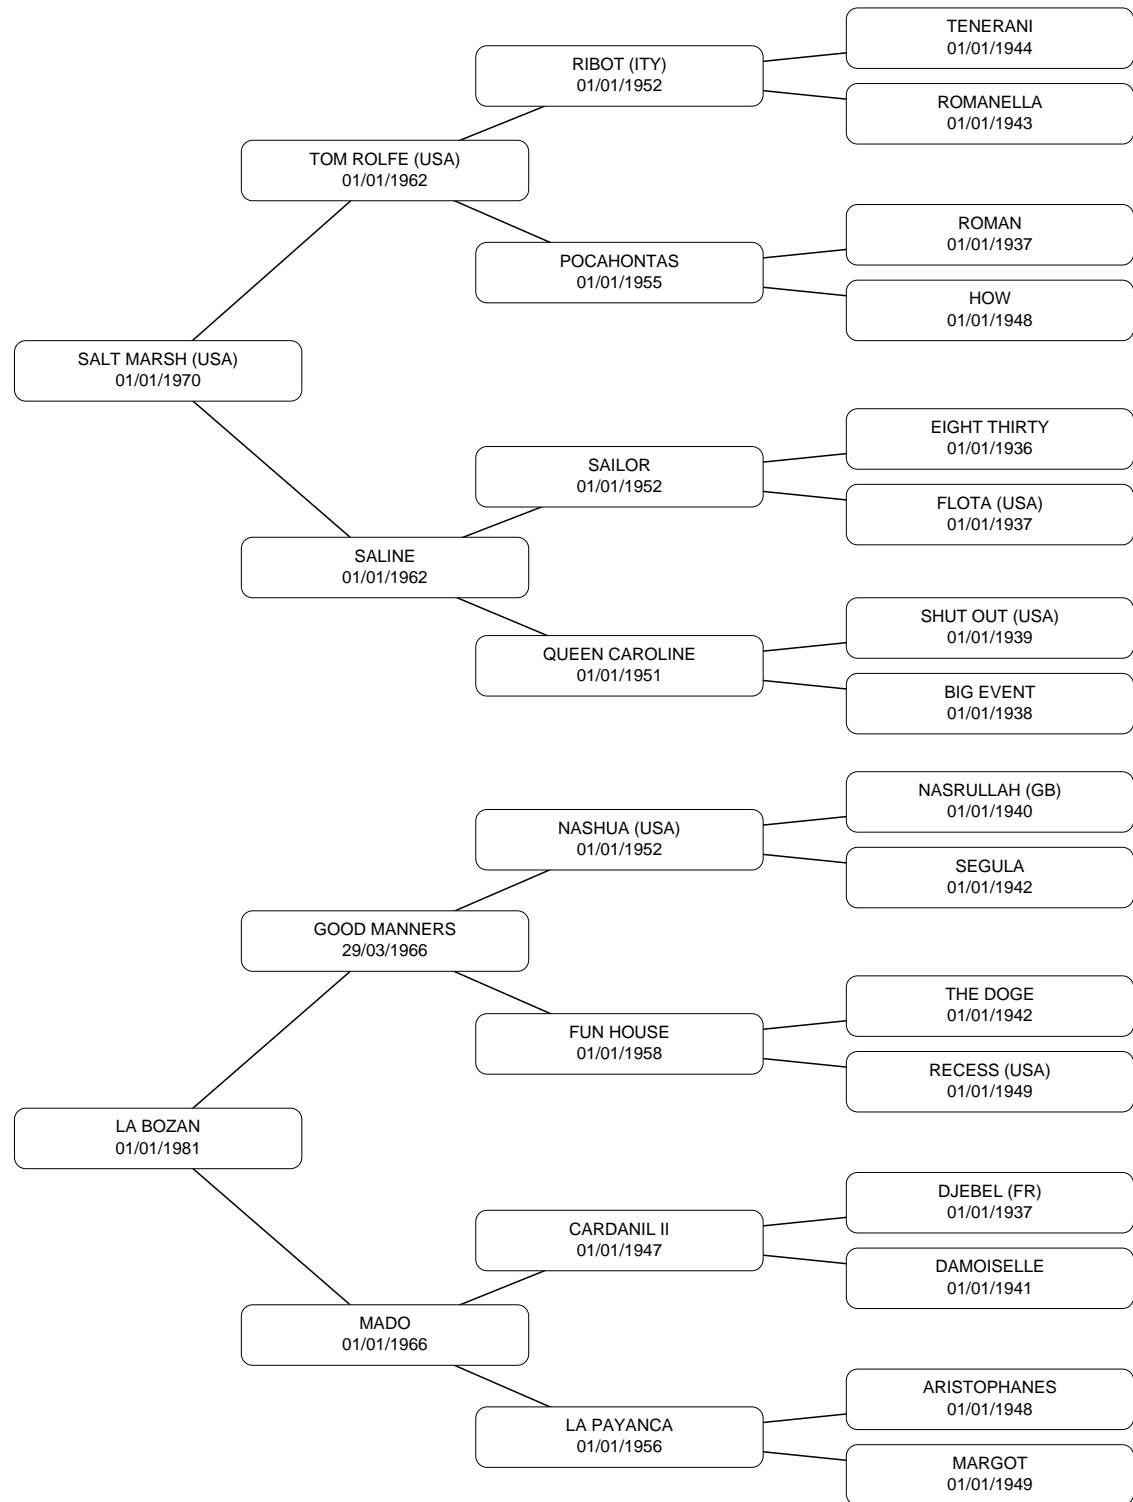 TENERANI
01/01/1944
RIBOT (ITY)
01/01/1952
ROMANELLA
01/01/1943
TOM ROLFE (USA)
01/01/1962
ROMAN
01/01/1937
POCAHONTAS
01/01/1955
HOW
01/01/1948
SALT MARSH (USA)
01/01/1970
EIGHT THIRTY
01/01/1936
SAILOR
01/01/1952
FLOTA (USA)
01/01/1937
SALINE
01/01/1962
SHUT OUT (USA)
01/01/1939
QUEEN CAROLINE
01/01/1951
BIG EVENT
01/01/1938
NASRULLAH (GB)
01/01/1940
NASHUA (USA)
01/01/1952
SEGULA
01/01/1942
GOOD MANNERS
29/03/1966
THE DOGE
01/01/1942
FUN HOUSE
01/01/1958
RECESS (USA)
01/01/1949
LA BOZAN
01/01/1981
DJEBEL (FR)
01/01/1937
CARDANIL II
01/01/1947
DAMOISELLE
01/01/1941
MADO
01/01/1966
ARISTOPHANES
01/01/1948
LA PAYANCA
01/01/1956
MARGOT
01/01/1949